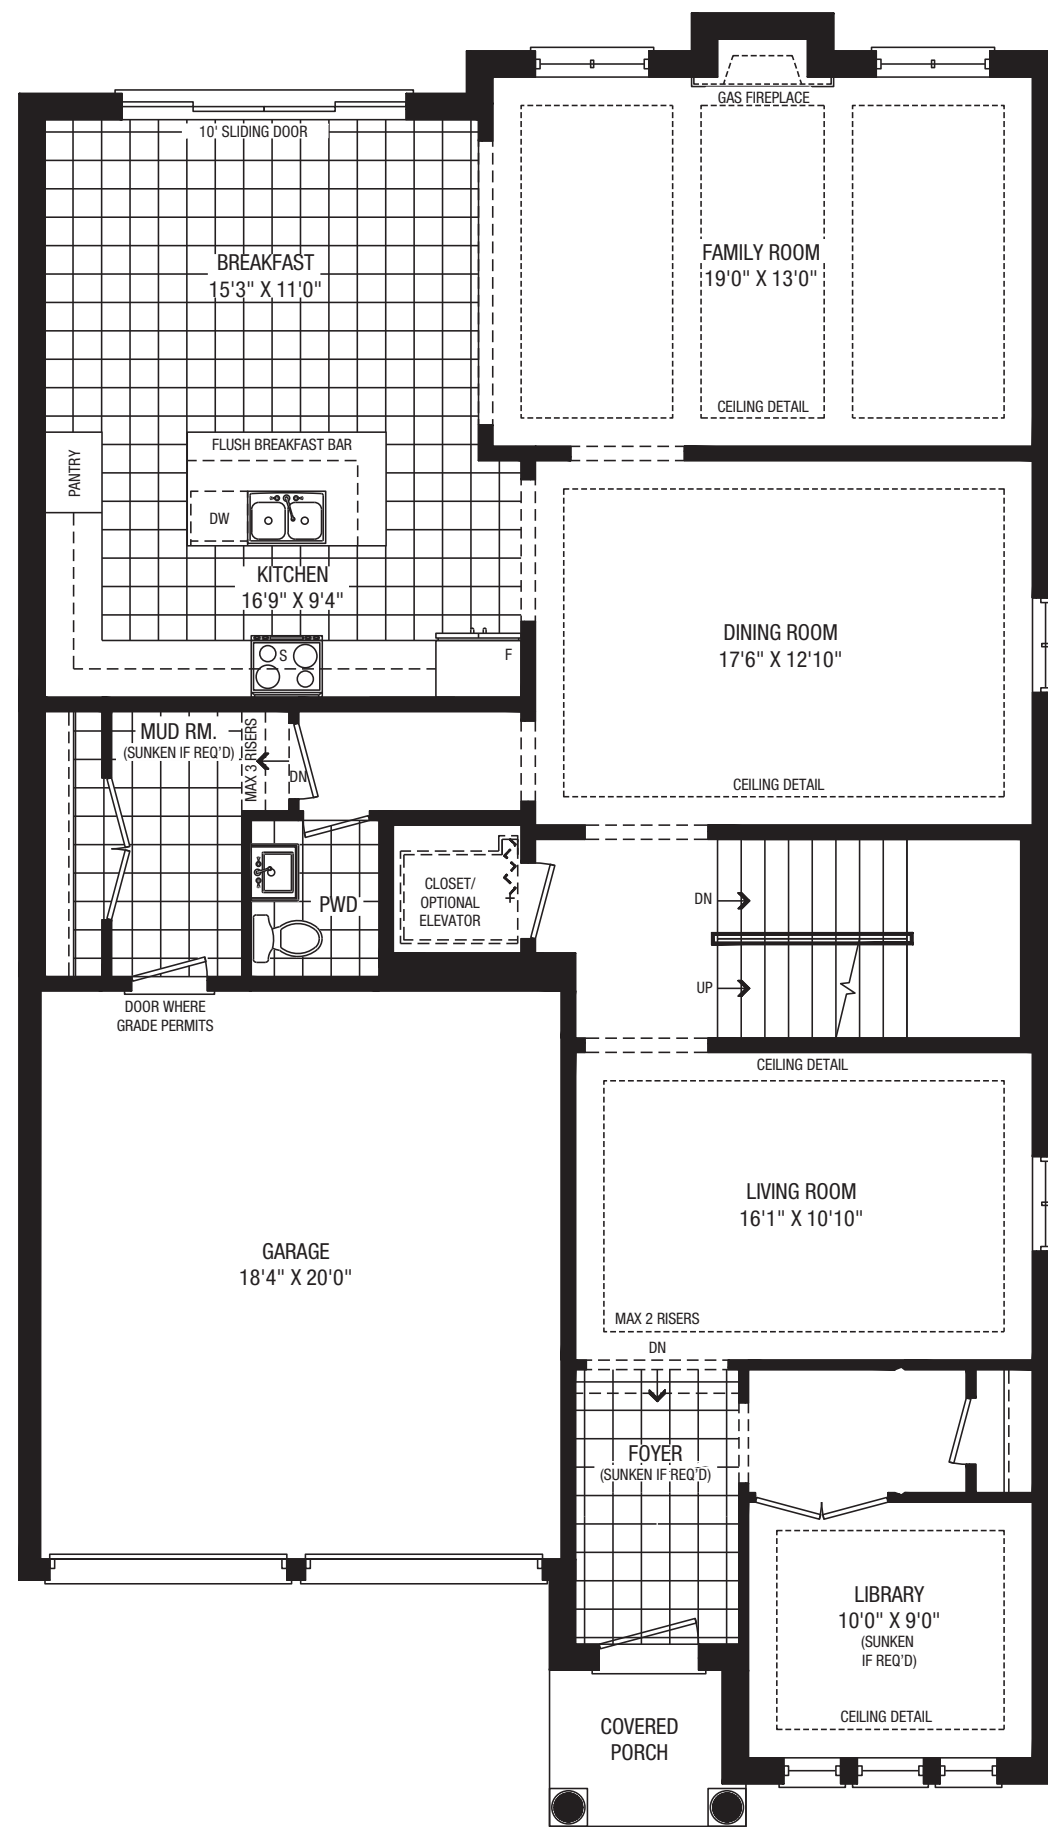 GAS FIREPLACE
10' SLIDING DOOR
BREAKFAST
15'3" X 11'0"
FAMILY ROOM
19'0" X 13'0"
CEILING DETAIL
FLUSH BREAKFAST BAR
PANTRY
DW
KITCHEN
16'9" X 9'4"
S
F
DINING ROOM
17'6" X 12'10"
CEILING DETAIL
MUD RM.
(SUNKEN IF REQ'D)
MAX 3 RISERS
DN
PWD
CLOSET/
OPTIONAL
ELEVATOR
DN
UP
DOOR WHERE
GRADE PERMITS
CEILING DETAIL
LIVING ROOM
16'1" X 10'10"
GARAGE
18'4" X 20'0"
MAX 2 RISERS
DN
FOYER
(SUNKEN IF REQ'D)
LIBRARY
10'0" X 9'0"
(SUNKEN
IF REQ'D)
CEILING DETAIL
COVERED
PORCH